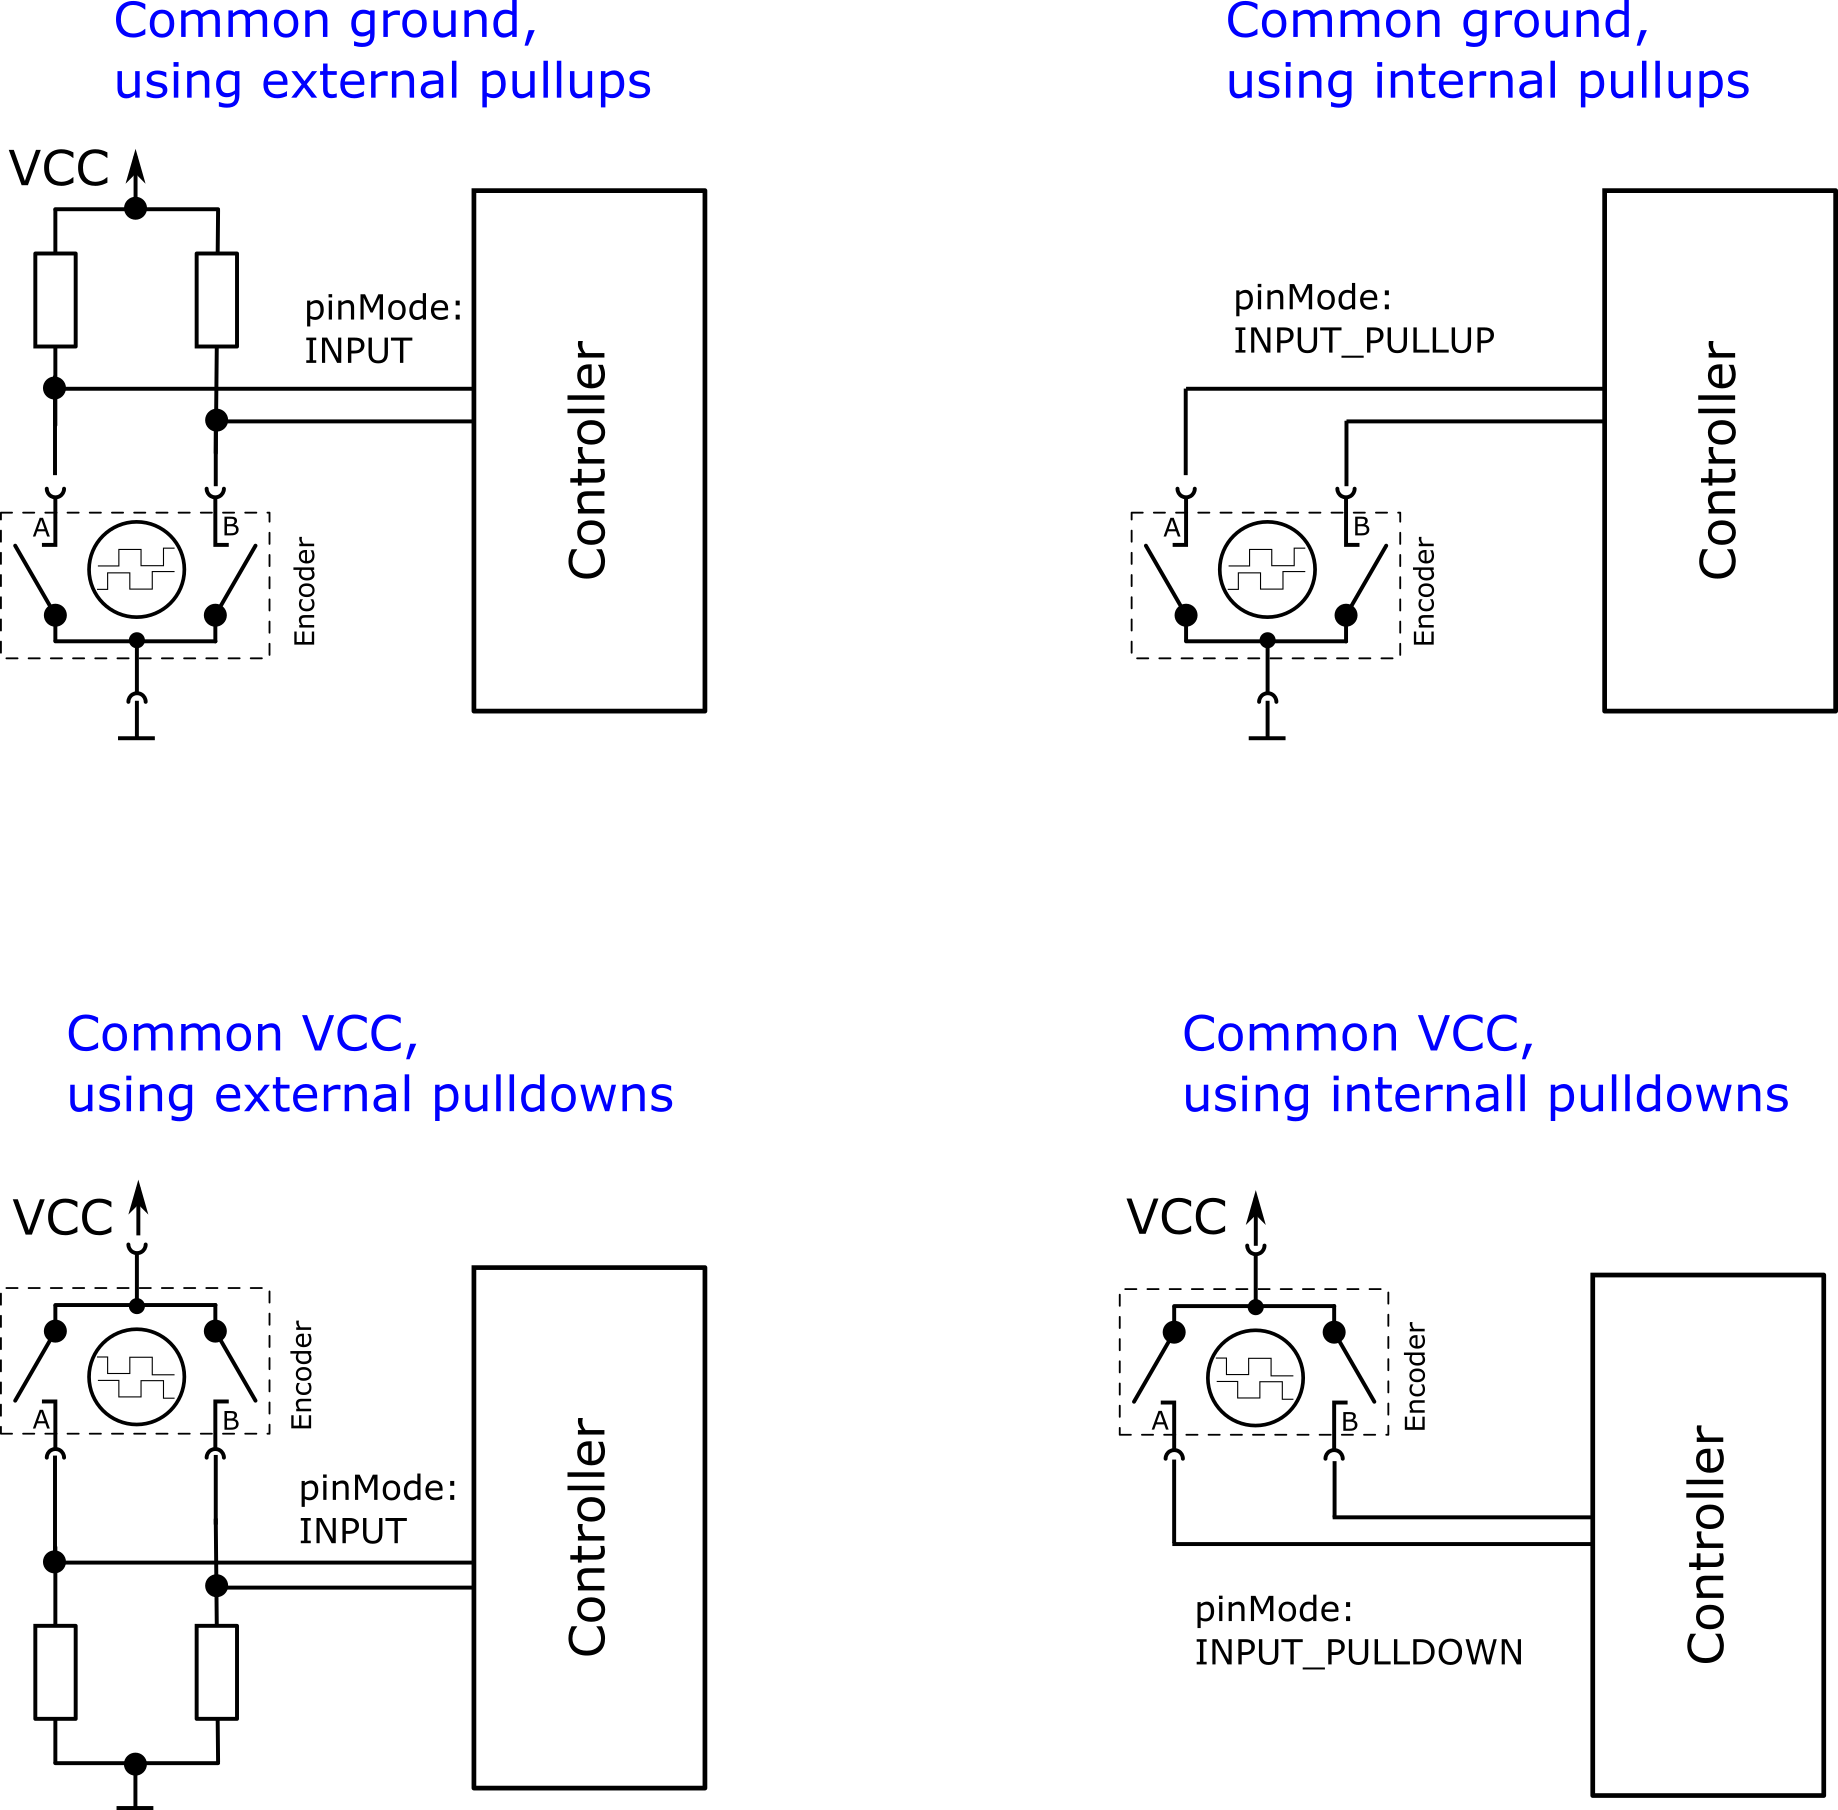 Common ground,
using external pullups
VCC
pinMode:
INPUT
Controller
A
B
Encoder
Common ground,
using internal pullups
pinMode:
INPUT_PULLUP
Controller
A
B
Encoder
Common VCC,
using external pulldowns
VCC
Encoder
A
B
pinMode:
INPUT
Controller
Common VCC,
using internall pulldowns
VCC
Encoder
A
B
Controller
pinMode:
INPUT_PULLDOWN